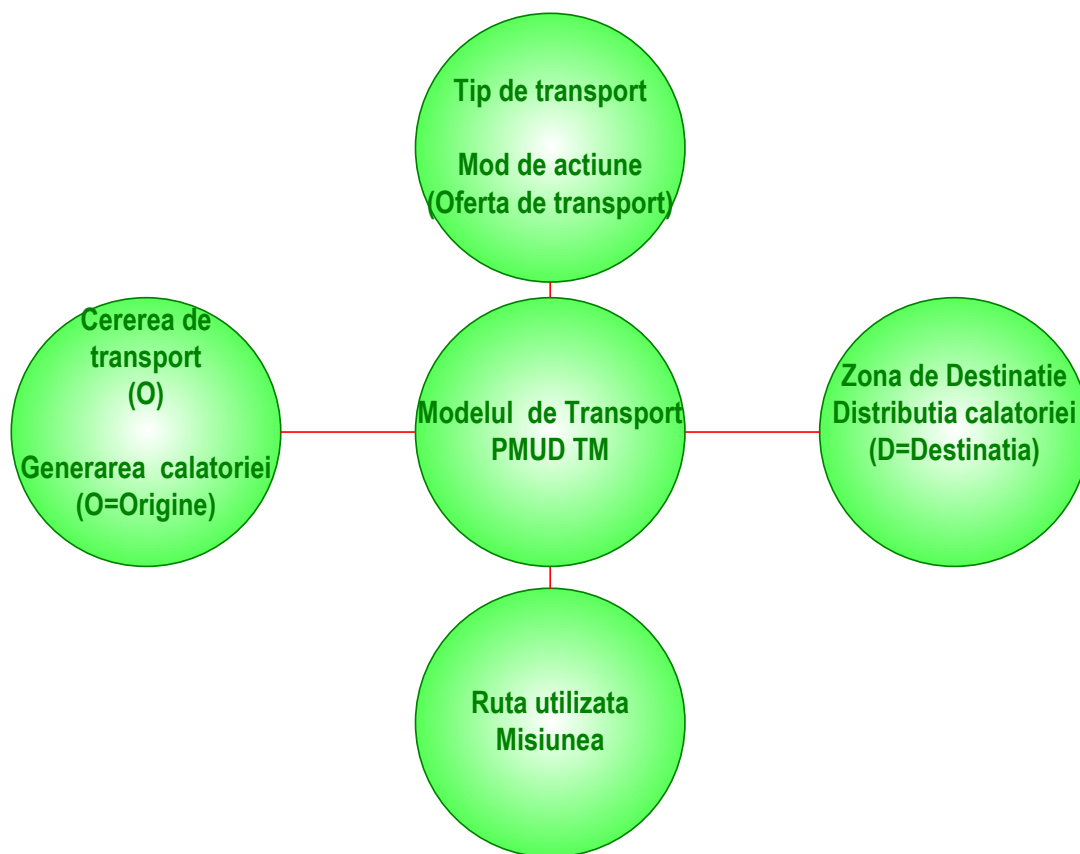 Tip de transport
Mod de actiune
(Oferta de transport)
Cererea de
transport
(O)
Generarea calatoriei
(O=Origine)
Modelul de Transport
PMUD TM
Zona de Destinatie
Distributia calatoriei
(D=Destinatia)
Ruta utilizata
Misiunea